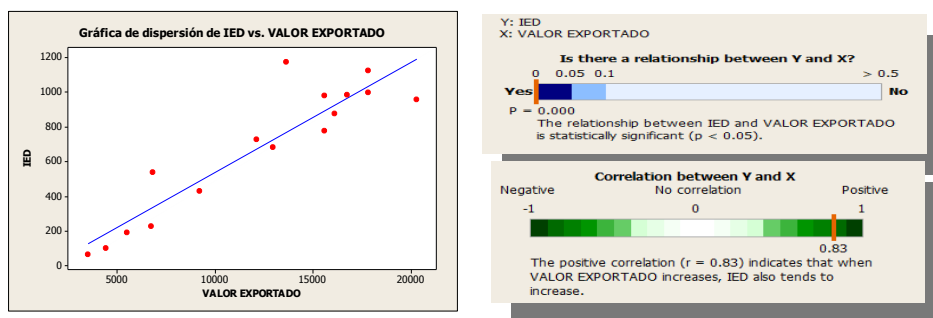 Gráfica de dispersión de IED vs. VALOR EXPORTADO
1200
1000
800
600
400
200
0
IED
5000 10000 15000 20000
VALOR EXPORTADO
Y: IED
X: VALOR EXPORTADO
Is there a relationship between Y and X?
0 0.05 0.1 > 0.5
Yes No
P = 0.000
The relationship between IED and VALOR EXPORTADO
is statistically significant (p < 0.05).
Correlation between Y and X
Negative No correlation Positive
-1 0 1
0.83
The positive correlation (r = 0.83) indicates that when
VALOR EXPORTADO increases, IED also tends to
increase.